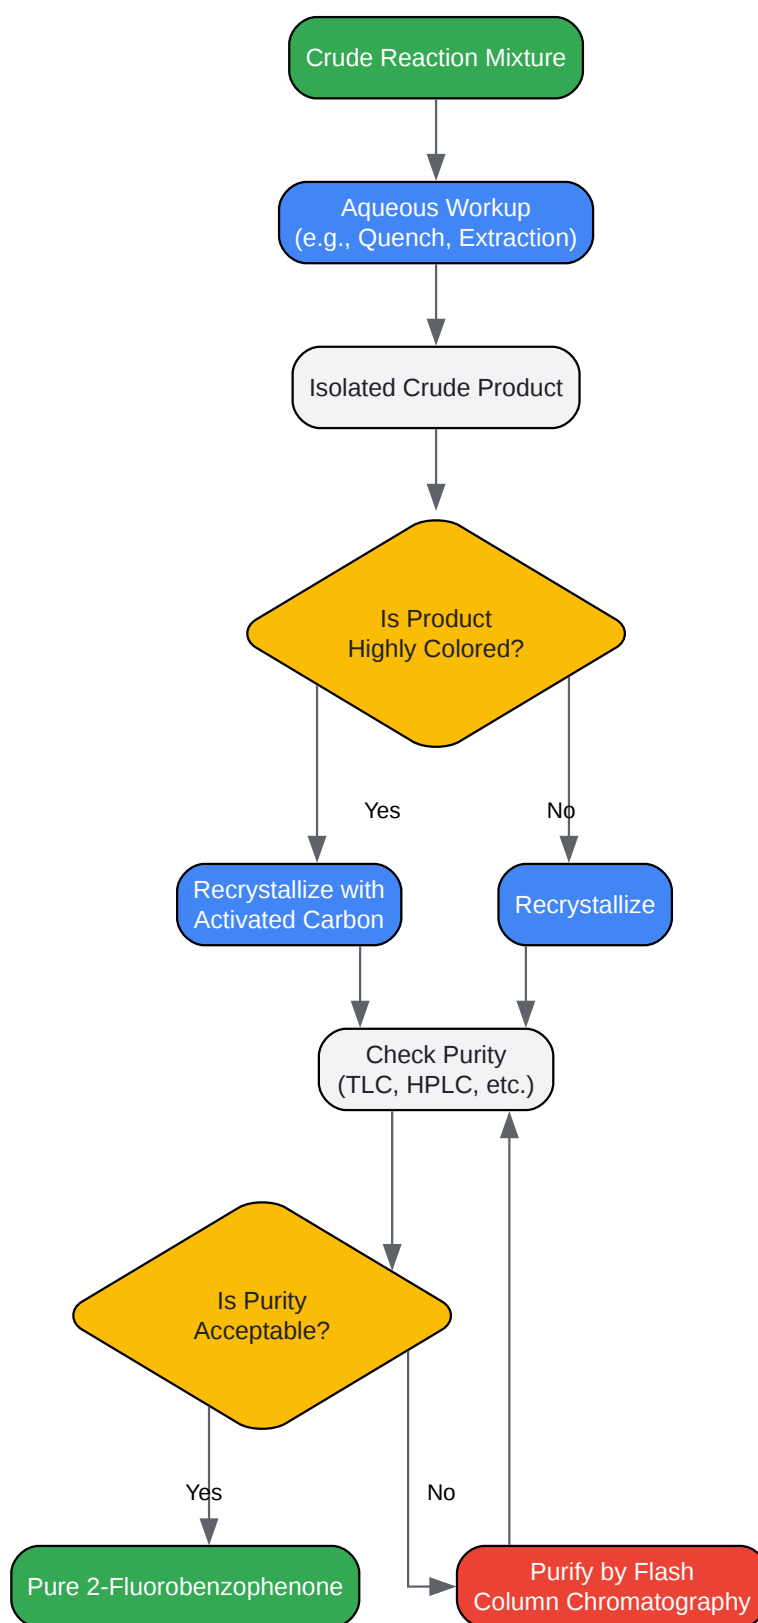 Crude Reaction Mixture
Aqueous Workup
(e.g., Quench, Extraction)
Isolated Crude Product
Is Product
Highly Colored?
Yes
No
Recrystallize with
Activated Carbon
Recrystallize
Check Purity
(TLC, HPLC, etc.)
Is Purity
Acceptable?
Yes
No
Pure 2-Fluorobenzophenone
Purify by Flash
Column Chromatography